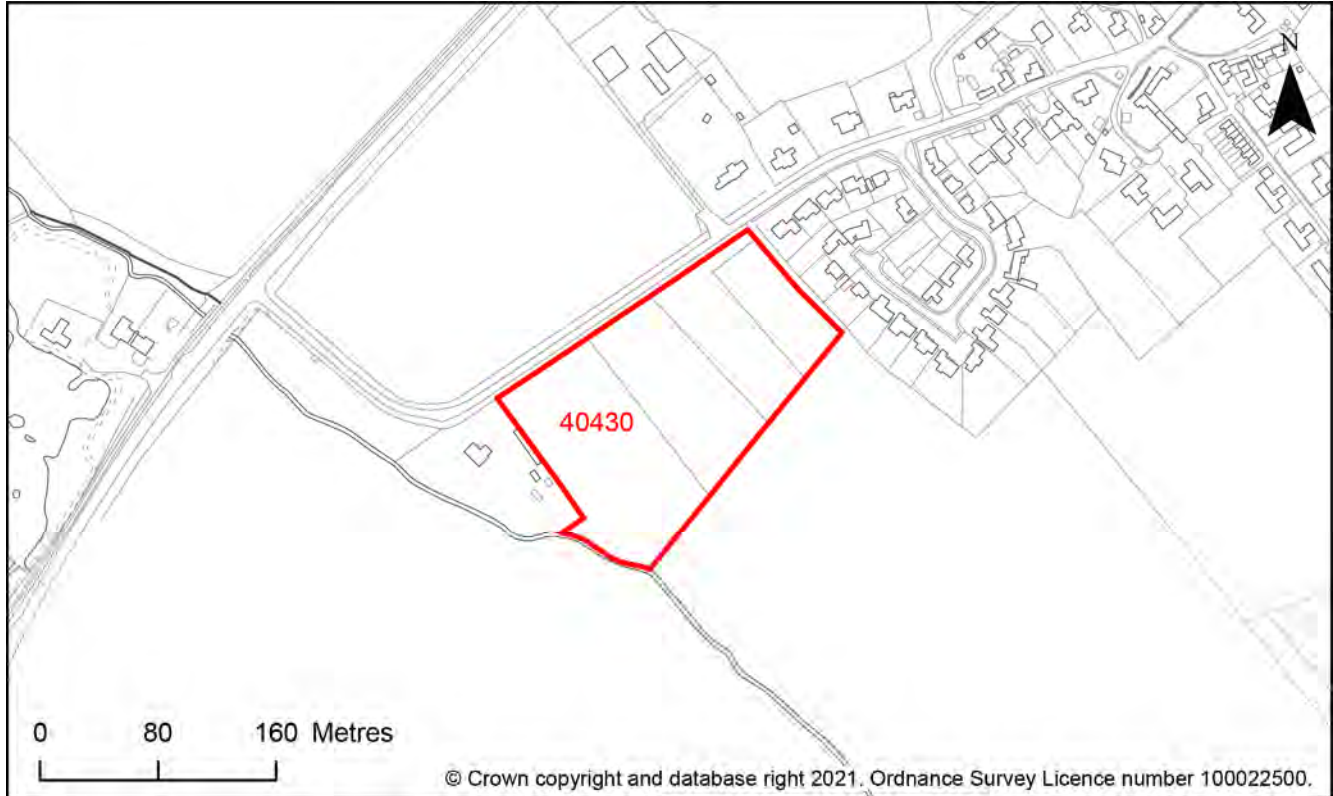 N
40430
0 80 160 Metres
© Crown copyright and database right 2021. Ordnance Survey Licence number 100022500.